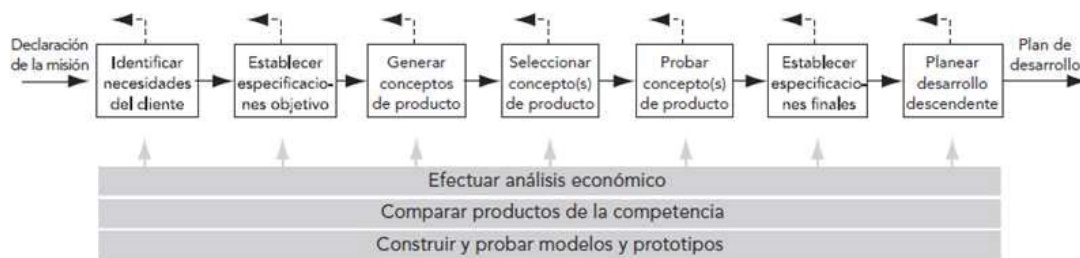 Declaración
de la misión
Identificar
necesidades
del cliente
Establecer
especificacio-
nes objetivo
Generar
conceptos
de producto
Seleccionar
concepto(s)
de producto
Probar
concepto(s)
de producto
Establecer
especificacio-
nes finales
Planear
desarrollo
descendente
Plan de
desarrollo
Efectuar análisis económico
Comparar productos de la competencia
Construir y probar modelos y prototipos